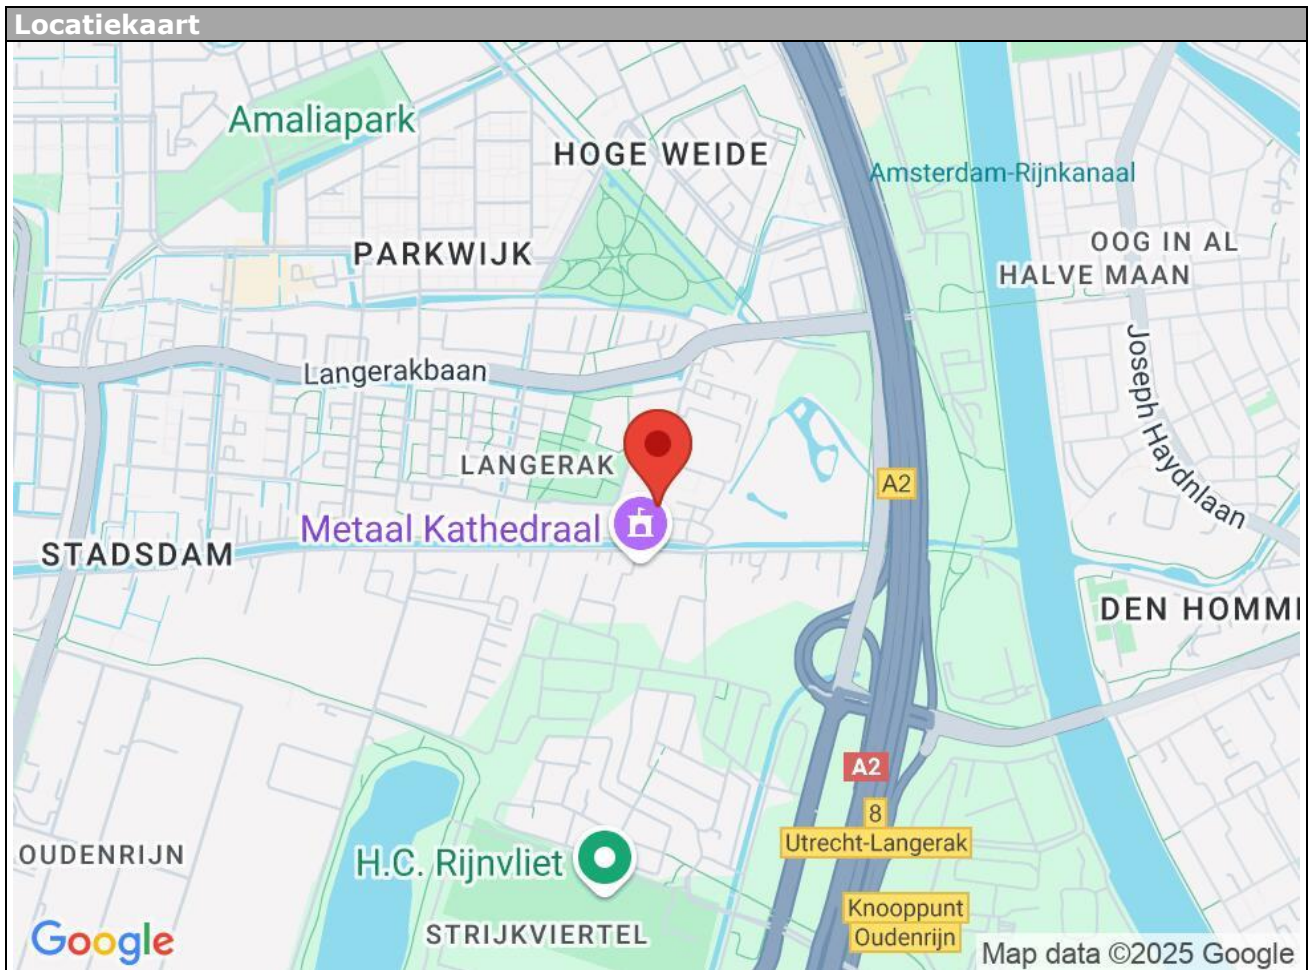 Locatiekaart
Amaliapark
HOGE WEIDE
Amsterdam-Rijnkanaal
PARKWIJK
OOG IN AL
HALVE MAAN
Langerakbaan
Joseph Haydnlaan
LANGERAK
A2
Metaal Kathedraal
STADSDAM
DEN HOMM
A2
8
Utrecht-Langerak
OUDENRIJN
H.C. Rijnvliet
Knooppunt
Oudenrijn
STRIJKVIERTEL
Google
Map data ©2025 Google